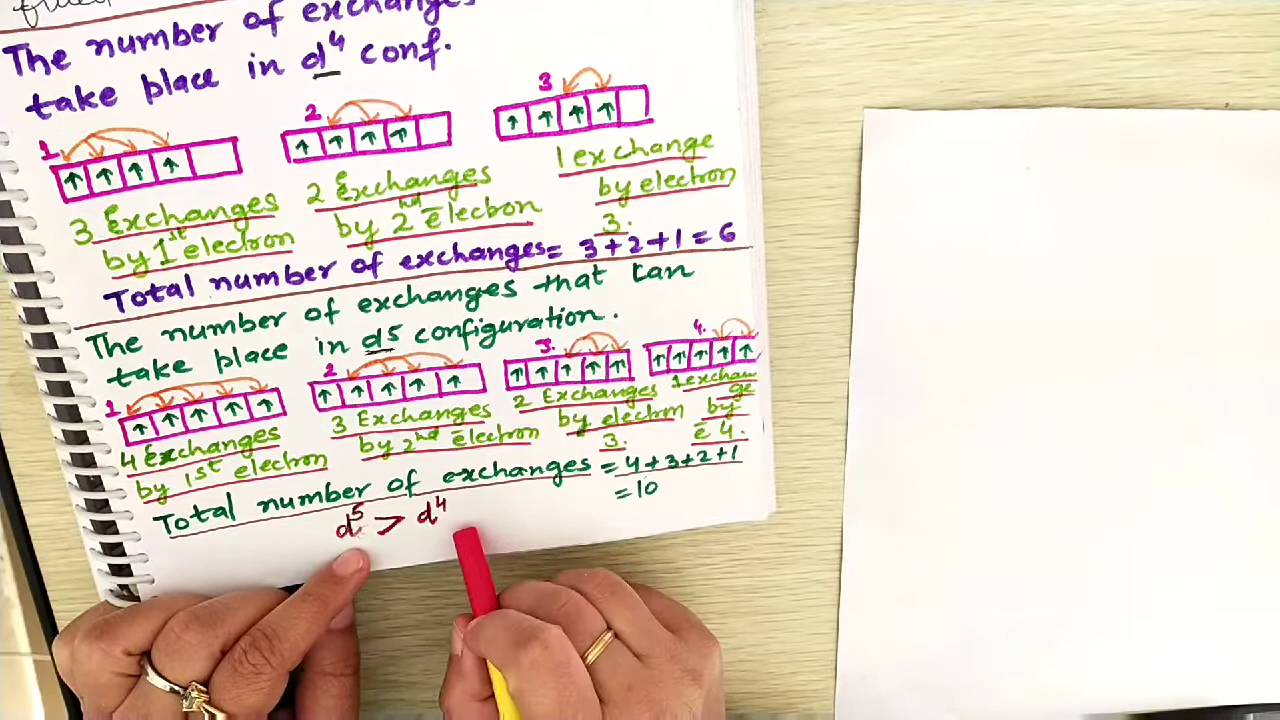 The number of exchanges
take place in d⁴ conf.
1
2
3
3 Exchanges
by 1st electron
2 Exchanges
by 2nd electron
1 exchange
by electron
3.
Total number of exchanges = 3+2+1 = 6
The number of exchanges that can
take place in d5 configuration.
1
2
3.
4.
4 Exchanges
by 1st electron
3 Exchanges
by 2nd electron
2 Exchanges
by electron
3.
1 exchan
ge
by
e 4.
Total number of exchanges = 4+3+2+1
= 10
d⁵ > d⁴